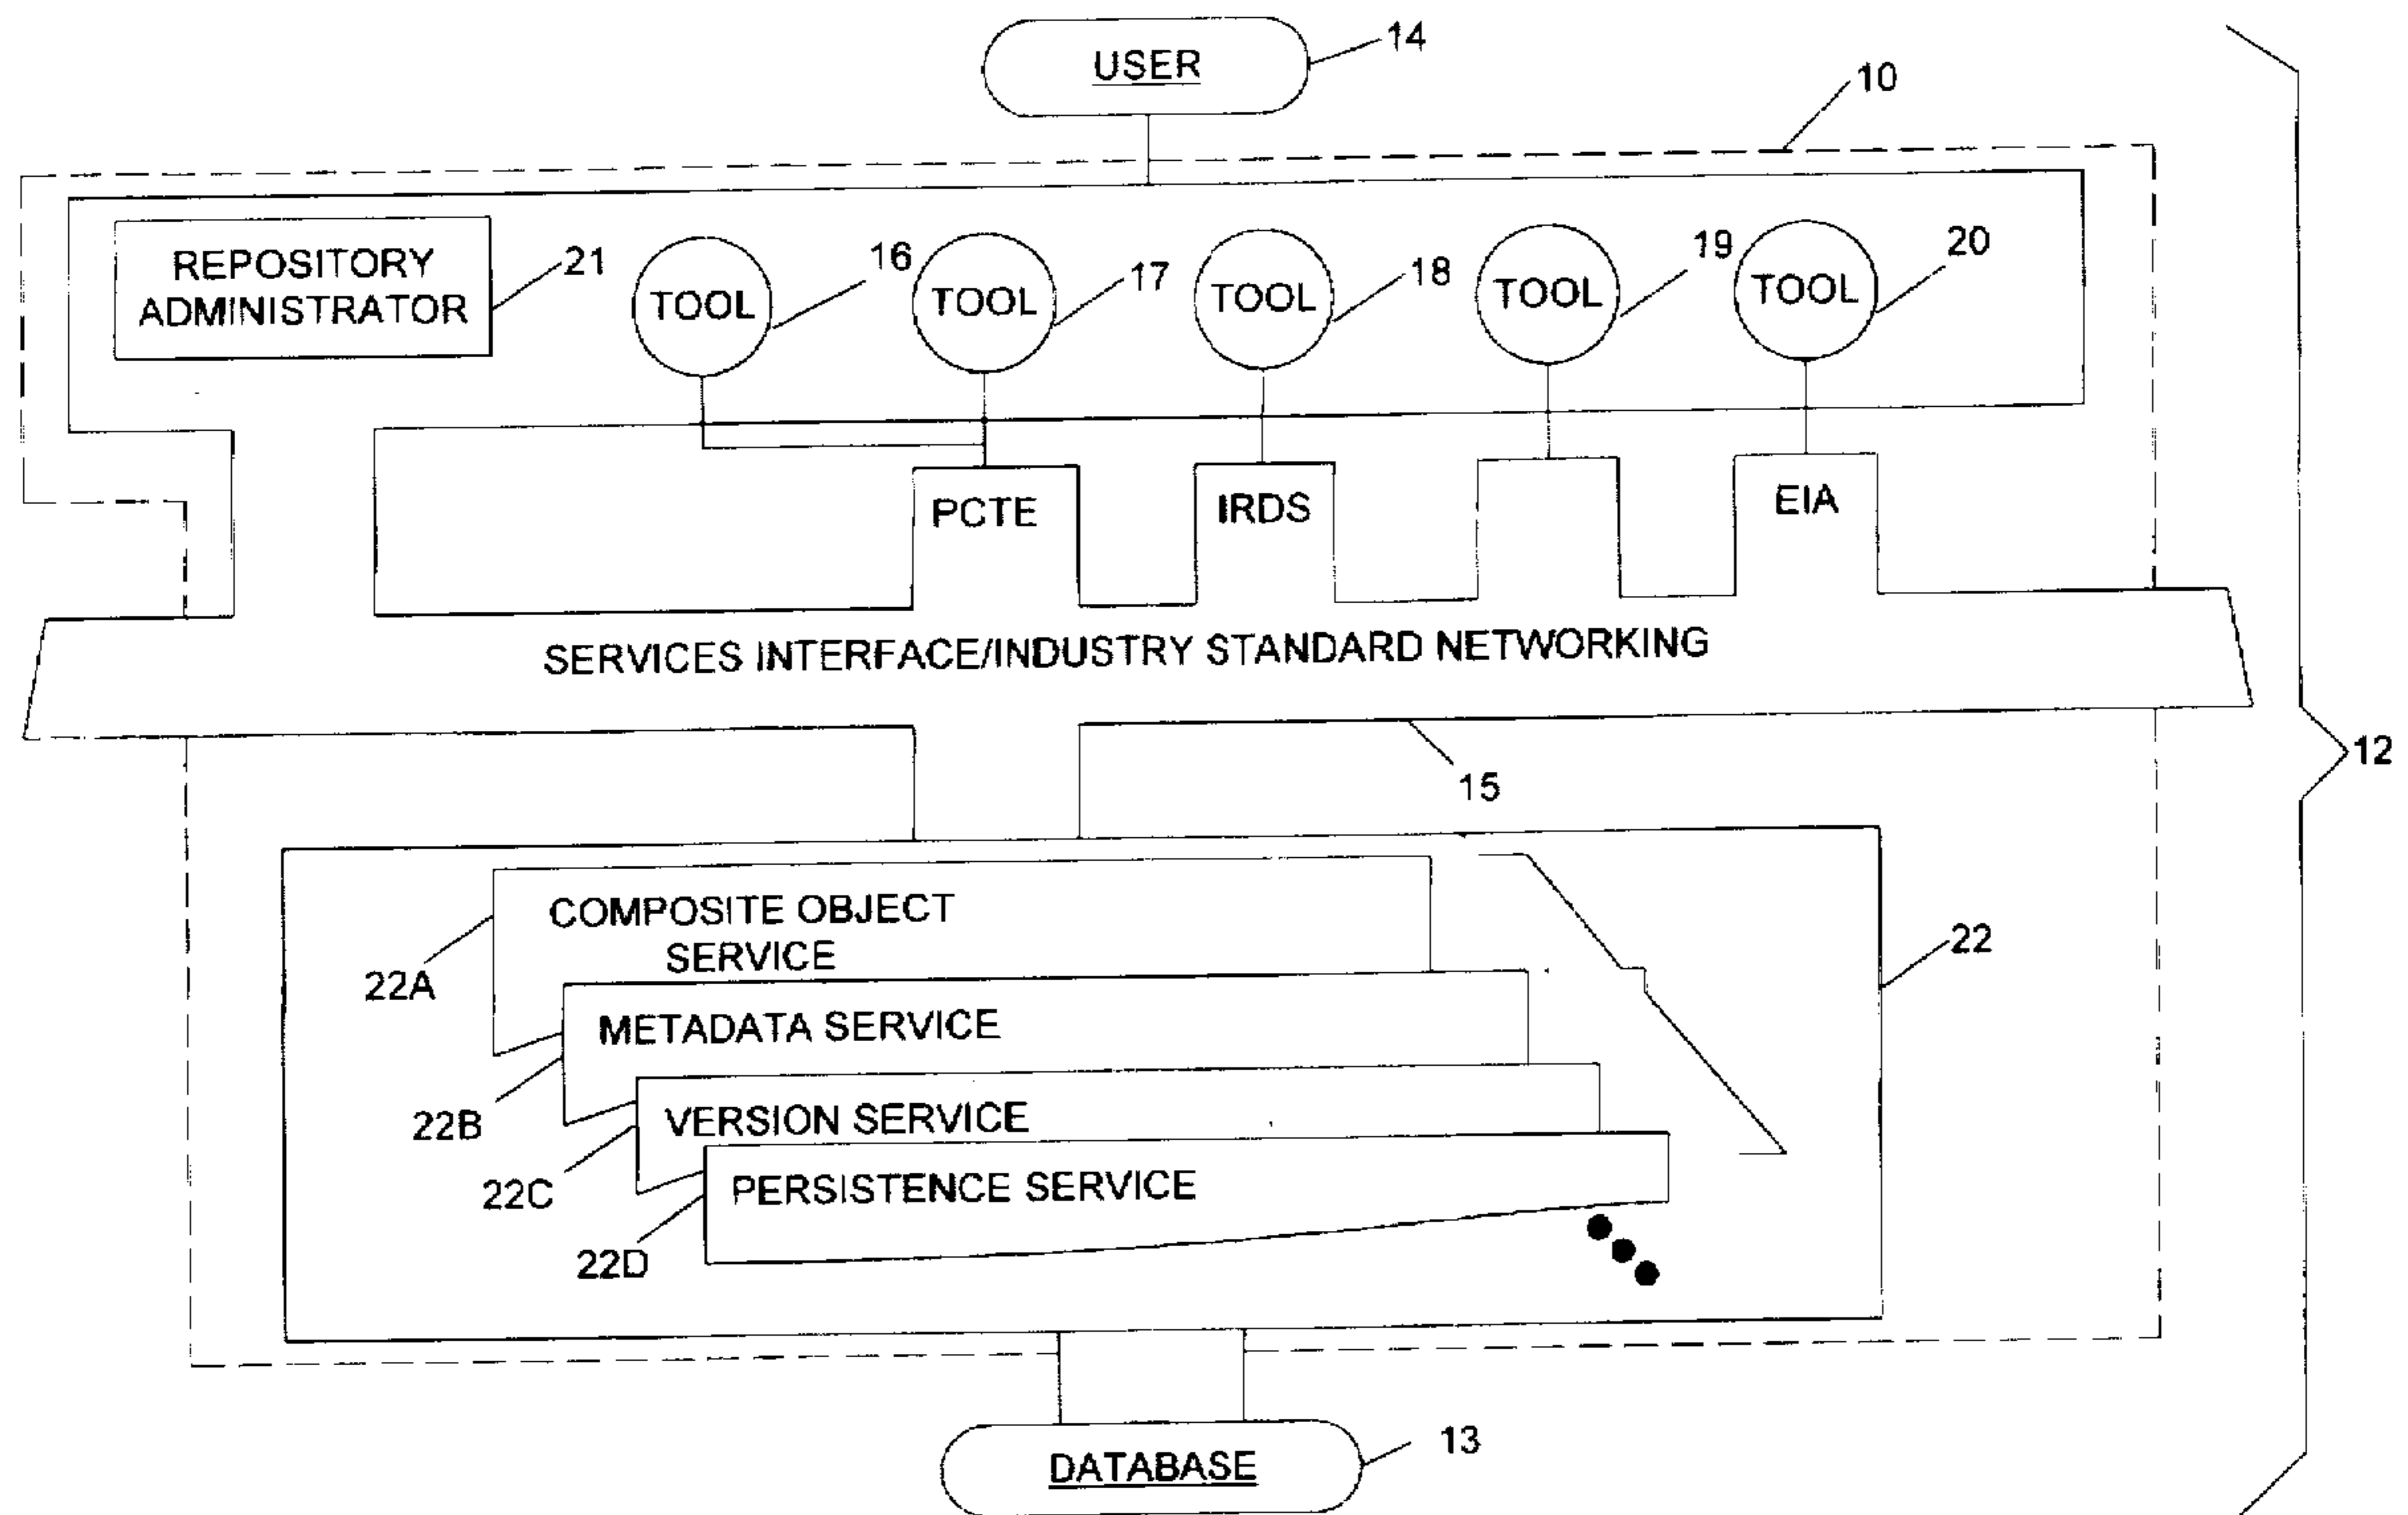 USER
14
10
REPOSITORY
ADMINISTRATOR
21
TOOL
16
TOOL
17
TOOL
18
TOOL
19
TOOL
20
PCTE
IRDS
EIA
SERVICES INTERFACE/INDUSTRY STANDARD NETWORKING
15
12
COMPOSITE OBJECT
SERVICE
22A
22
METADATA SERVICE
22B
VERSION SERVICE
22C
PERSISTENCE SERVICE
22D
DATABASE
13